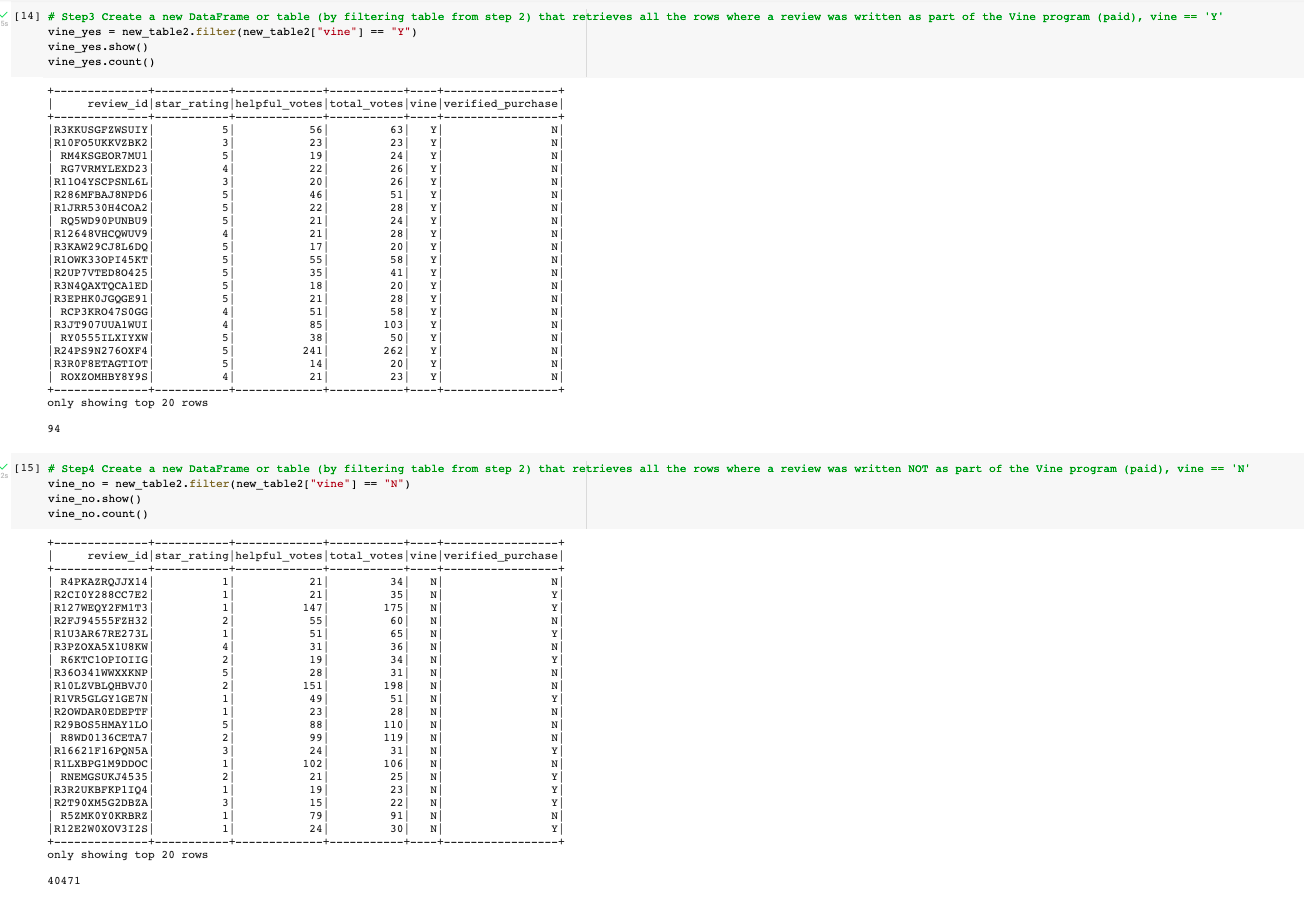 [14] # Step3 Create a new DataFrame or table (by filtering table from step 2) that retrieves all the rows where a review was written as part of the Vine program (paid), vine == 'Y'
5s
vine_yes = new_table2.filter(new_table2["vine"] == "Y")
vine_yes.show()
vine_yes.count()
+--------------+-----------+-------------+-----------+----+-----------------+
|     review_id|star_rating|helpful_votes|total_votes|vine|verified_purchase|
+--------------+-----------+-------------+-----------+----+-----------------+
|R3KKUSGFZWSUIY|          5|           56|         63|   Y|                N|
|R10FO5UKKVZBK2|          3|           23|         23|   Y|                N|
| RM4KSGEOR7MU1|          5|           19|         24|   Y|                N|
| RG7VRMYLEXD23|          4|           22|         26|   Y|                N|
|R11O4YSCPSNL6L|          3|           20|         26|   Y|                N|
|R286MFBAJ8NPD6|          5|           46|         51|   Y|                N|
|R1JRR530H4COA2|          5|           22|         28|   Y|                N|
| RQ5WD90PUNBU9|          5|           21|         24|   Y|                N|
|R12648VHCQWUV9|          4|           21|         28|   Y|                N|
|R3KAW29CJ8L6DQ|          5|           17|         20|   Y|                N|
|R1OWK33OPI45KT|          5|           55|         58|   Y|                N|
|R2UP7VTED8O425|          5|           35|         41|   Y|                N|
|R3N4QAXTQCA1ED|          5|           18|         20|   Y|                N|
|R3EPHK0JGQGE91|          5|           21|         28|   Y|                N|
| RCP3KRO47S0GG|          4|           51|         58|   Y|                N|
|R3JT907UUA1WUI|          4|           85|        103|   Y|                N|
| RY0555ILXIYXW|          5|           38|         50|   Y|                N|
|R24PS9N276OXF4|          5|          241|        262|   Y|                N|
|R3R0F8ETAGTIOT|          5|           14|         20|   Y|                N|
| ROXZOMHBY8Y9S|          4|           21|         23|   Y|                N|
+--------------+-----------+-------------+-----------+----+-----------------+
only showing top 20 rows
94
[15] # Step4 Create a new DataFrame or table (by filtering table from step 2) that retrieves all the rows where a review was written NOT as part of the Vine program (paid), vine == 'N'
2s
vine_no = new_table2.filter(new_table2["vine"] == "N")
vine_no.show()
vine_no.count()
+--------------+-----------+-------------+-----------+----+-----------------+
|     review_id|star_rating|helpful_votes|total_votes|vine|verified_purchase|
+--------------+-----------+-------------+-----------+----+-----------------+
| R4PKAZRQJJX14|          1|           21|         34|   N|                N|
|R2CI0Y288CC7E2|          1|           21|         35|   N|                Y|
|R127WEQY2FM1T3|          1|          147|        175|   N|                Y|
|R2FJ94555FZH32|          2|           55|         60|   N|                N|
|R1U3AR67RE273L|          1|           51|         65|   N|                Y|
|R3PZOXA5X1U8KW|          4|           31|         36|   N|                N|
| R6KTC1OPIOIIG|          2|           19|         34|   N|                Y|
|R36O341WWXXKNP|          5|           28|         31|   N|                N|
|R10LZVBLQHBVJ0|          2|          151|        198|   N|                N|
|R1VR5GLGY1GE7N|          1|           49|         51|   N|                Y|
|R2OWDAR0EDEPTF|          1|           23|         28|   N|                N|
|R29BOS5HMAY1LO|          5|           88|        110|   N|                N|
| R8WD0136CETA7|          2|           99|        119|   N|                N|
|R16621F16PQN5A|          3|           24|         31|   N|                Y|
|R1LXBPG1M9DDOC|          1|          102|        106|   N|                N|
| RNEMGSUKJ4535|          2|           21|         25|   N|                Y|
|R3R2UKBFKP1IQ4|          1|           19|         23|   N|                Y|
|R2T90XM5G2DBZA|          3|           15|         22|   N|                Y|
| R5ZMK0Y0KRBRZ|          1|           79|         91|   N|                N|
|R12E2W0XOV3I2S|          1|           24|         30|   N|                Y|
+--------------+-----------+-------------+-----------+----+-----------------+
only showing top 20 rows
40471